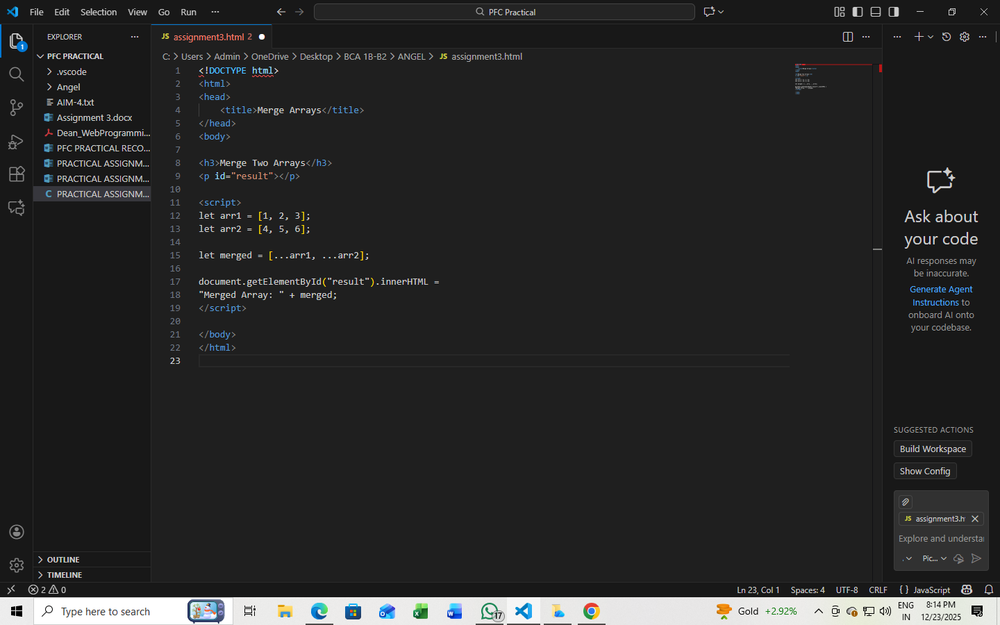 File Edit Selection View Go Run ··· PFC Practical
EXPLORER ···
PFC PRACTICAL
.vscode
Angel
AIM-4.txt
Assignment 3.docx
Dean_WebProgrammi...
PFC PRACTICAL RECO...
PRACTICAL ASSIGNM...
PRACTICAL ASSIGNM...
C PRACTICAL ASSIGNM...
OUTLINE
TIMELINE
JS assignment3.html 2
C: > Users > Admin > OneDrive > Desktop > BCA 1B-B2 > ANGEL > JS assignment3.html
1 <!DOCTYPE html>
2 <html>
3 <head>
4 <title>Merge Arrays</title>
5 </head>
6 <body>
7
8 <h3>Merge Two Arrays</h3>
9 <p id="result"></p>
10
11 <script>
12 let arr1 = [1, 2, 3];
13 let arr2 = [4, 5, 6];
14
15 let merged = [...arr1, ...arr2];
16
17 document.getElementById("result").innerHTML =
18 "Merged Array: " + merged;
19 </script>
20
21 </body>
22 </html>
23
Ask about
your code
AI responses may
be inaccurate.
Generate Agent
Instructions to
onboard AI onto
your codebase.
SUGGESTED ACTIONS
Build Workspace
Show Config
JS assignment3.h
Explore and understa
. Pic...
1
2 0
Ln 23, Col 1 Spaces: 4 UTF-8 CRLF { } JavaScript
Type here to search
17
Gold +2.92%
ENG
IN
8:14 PM
12/23/2025